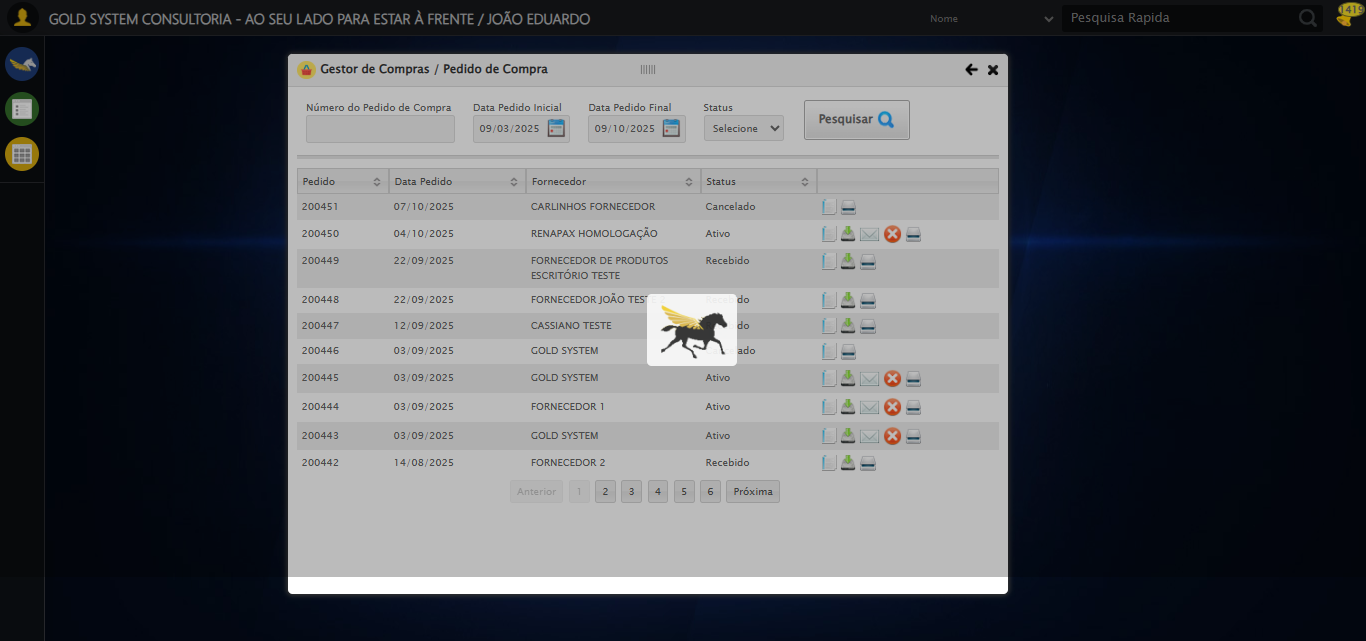 GOLD SYSTEM CONSULTORIA - AO SEU LADO PARA ESTAR À FRENTE / JOÃO EDUARDO
Nome
Pesquisa Rapida
1419
Gestor de Compras / Pedido de Compra
Número do Pedido de Compra
Data Pedido Inicial
Data Pedido Final
Status
09/03/2025
09/10/2025
Selecione
Pesquisar
Pedido
Data Pedido
Fornecedor
Status
200451 07/10/2025 CARLINHOS FORNECEDOR Cancelado
200450 04/10/2025 RENAPAX HOMOLOGAÇÃO Ativo
200449 22/09/2025 FORNECEDOR DE PRODUTOS Recebido
ESCRITÓRIO TESTE
200448 22/09/2025 FORNECEDOR JOÃO TESTE 2 Recebido
200447 12/09/2025 CASSIANO TESTE
200446 03/09/2025 GOLD SYSTEM
200445 03/09/2025 GOLD SYSTEM Ativo
200444 03/09/2025 FORNECEDOR 1 Ativo
200443 03/09/2025 GOLD SYSTEM Ativo
200442 14/08/2025 FORNECEDOR 2 Recebido
Anterior 1 2 3 4 5 6 Próxima